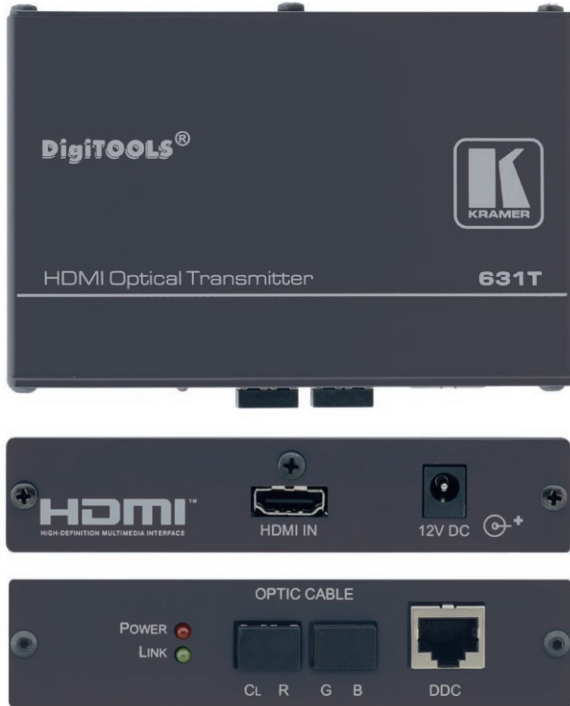 DigiTOOLS®
KRAMER
HDMI Optical Transmitter 631T
HDMI™
HIGH-DEFINITION MULTIMEDIA INTERFACE
HDMI IN
12V DC
+
OPTIC CABLE
POWER
LINK
CL R G B
DDC